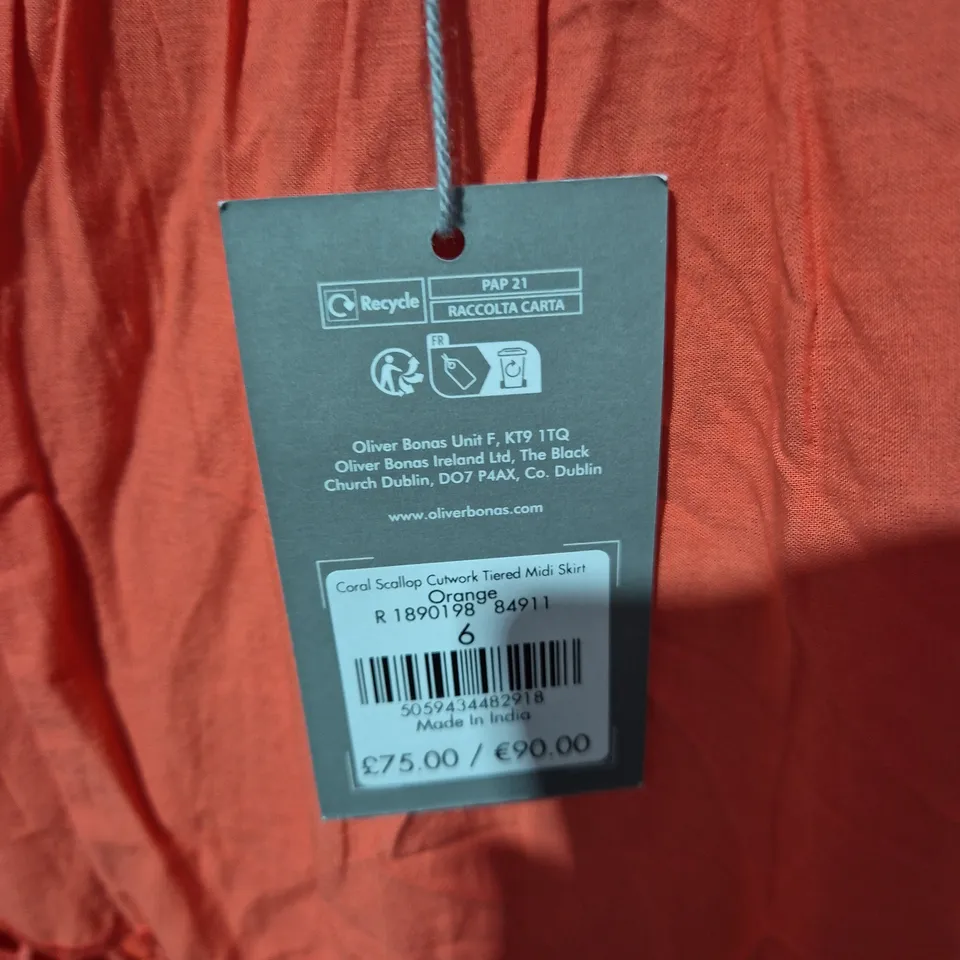 Recycle
PAP 21
RACCOLTA CARTA
FR
Oliver Bonas Unit F, KT9 1TQ
Oliver Bonas Ireland Ltd, The Black
Church Dublin, DO7 P4AX, Co. Dublin
www.oliverbonas.com
Coral Scallop Cutwork Tiered Midi Skirt
Orange
R 1890198 84911
6
5059434482918
Made In India
£75.00 / €90.00